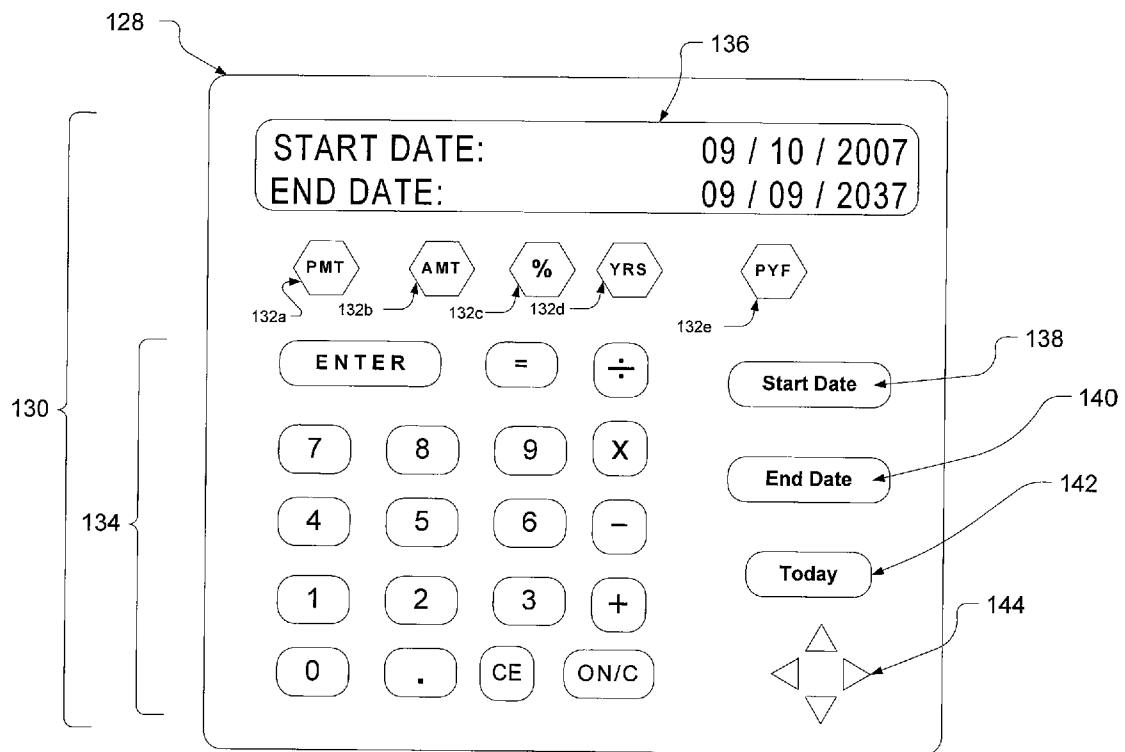 128
136
START DATE: 09 / 10 / 2007
END DATE: 09 / 09 / 2037
PMT AMT % YRS PYF
132a 132b 132c 132d 132e
ENTER = ÷
138
Start Date
130
140
7 8 9 X
End Date
142
134
4 5 6 −
Today
1 2 3 +
144
0 . CE ON/C